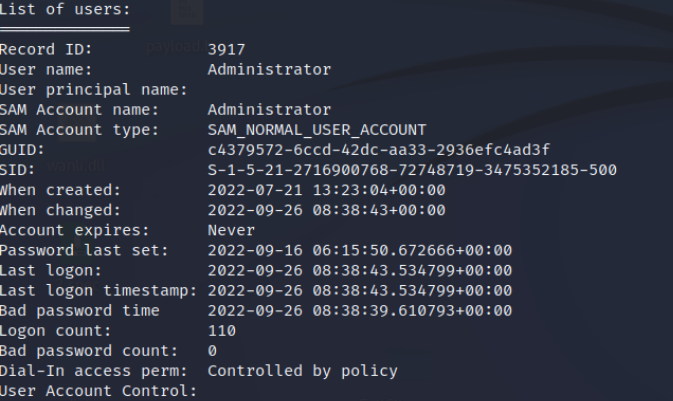 List of users:
==============
Record ID: 3917
User name: Administrator
User principal name:
SAM Account name: Administrator
SAM Account type: SAM_NORMAL_USER_ACCOUNT
GUID: c4379572-6ccd-42dc-aa33-2936efc4ad3f
SID: S-1-5-21-2716900768-72748719-3475352185-500
When created: 2022-07-21 13:23:04+00:00
When changed: 2022-09-26 08:38:43+00:00
Account expires: Never
Password last set: 2022-09-16 06:15:50.672666+00:00
Last logon: 2022-09-26 08:38:43.534799+00:00
Last logon timestamp: 2022-09-26 08:38:43.534799+00:00
Bad password time 2022-09-26 08:38:39.610793+00:00
Logon count: 110
Bad password count: 0
Dial-In access perm: Controlled by policy
User Account Control: